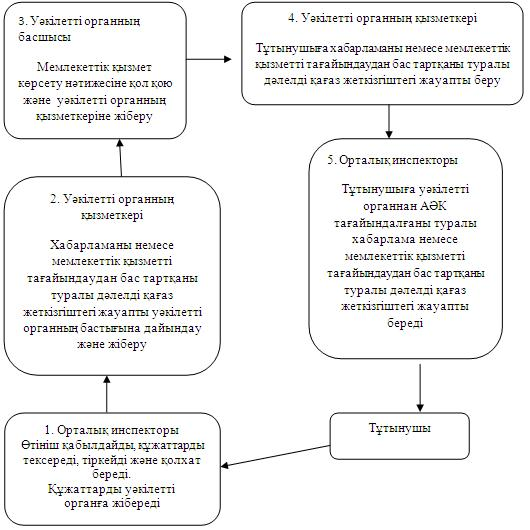 3. Уәкілетті органның
басшысы
Мемлекеттік қызмет
көрсету нәтижесіне қол қою
және уәкілетті органның
қызметкеріне жіберу
4. Уәкілетті органның қызметкері
Тұтынушыға хабарламаны немесе мемлекеттік
қызметті тағайындаудан бас тартқаны туралы
дәлелді қағаз жеткізгіштегі жауапты беру
2. Уәкілетті органның
қызметкері
Хабарламаны немесе
мемлекеттік қызметті
тағайындаудан бас тартқаны
туралы дәлелді қағаз
жеткізгіштегі жауапты уәкілетті
органның бастығына дайындау
және жіберу
5. Орталық инспекторы
Тұтынушыға уәкілетті
органнан АӘК
тағайындалғаны туралы
хабарлама немесе
мемлекеттік қызметті
тағайындаудан бас тартқаны
туралы дәлелді қағаз
жеткізгіштегі жауапты
береді
1. Орталық инспекторы
Өтініш қабылдайды, құжаттарды
тексереді, тіркейді және қолхат
береді.
Құжаттарды уәкілетті
органға жібереді
Тұтынушы